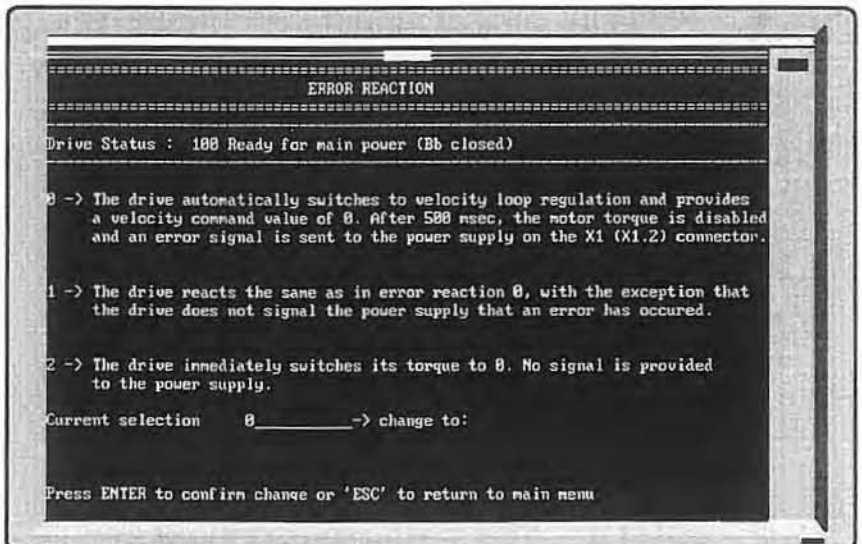 ERROR REACTION
Drive Status : 100 Ready for main power (Bb closed)
0 -> The drive automatically switches to velocity loop regulation and provides
a velocity command value of 0. After 500 msec, the motor torque is disabled
and an error signal is sent to the power supply on the X1 (X1.2) connector.
1 -> The drive reacts the same as in error reaction 0, with the exception that
the drive does not signal the power supply that an error has occured.
2 -> The drive immediately switches its torque to 0. No signal is provided
to the power supply.
Current selection 0__________-> change to:
Press ENTER to confirm change or 'ESC' to return to main menu